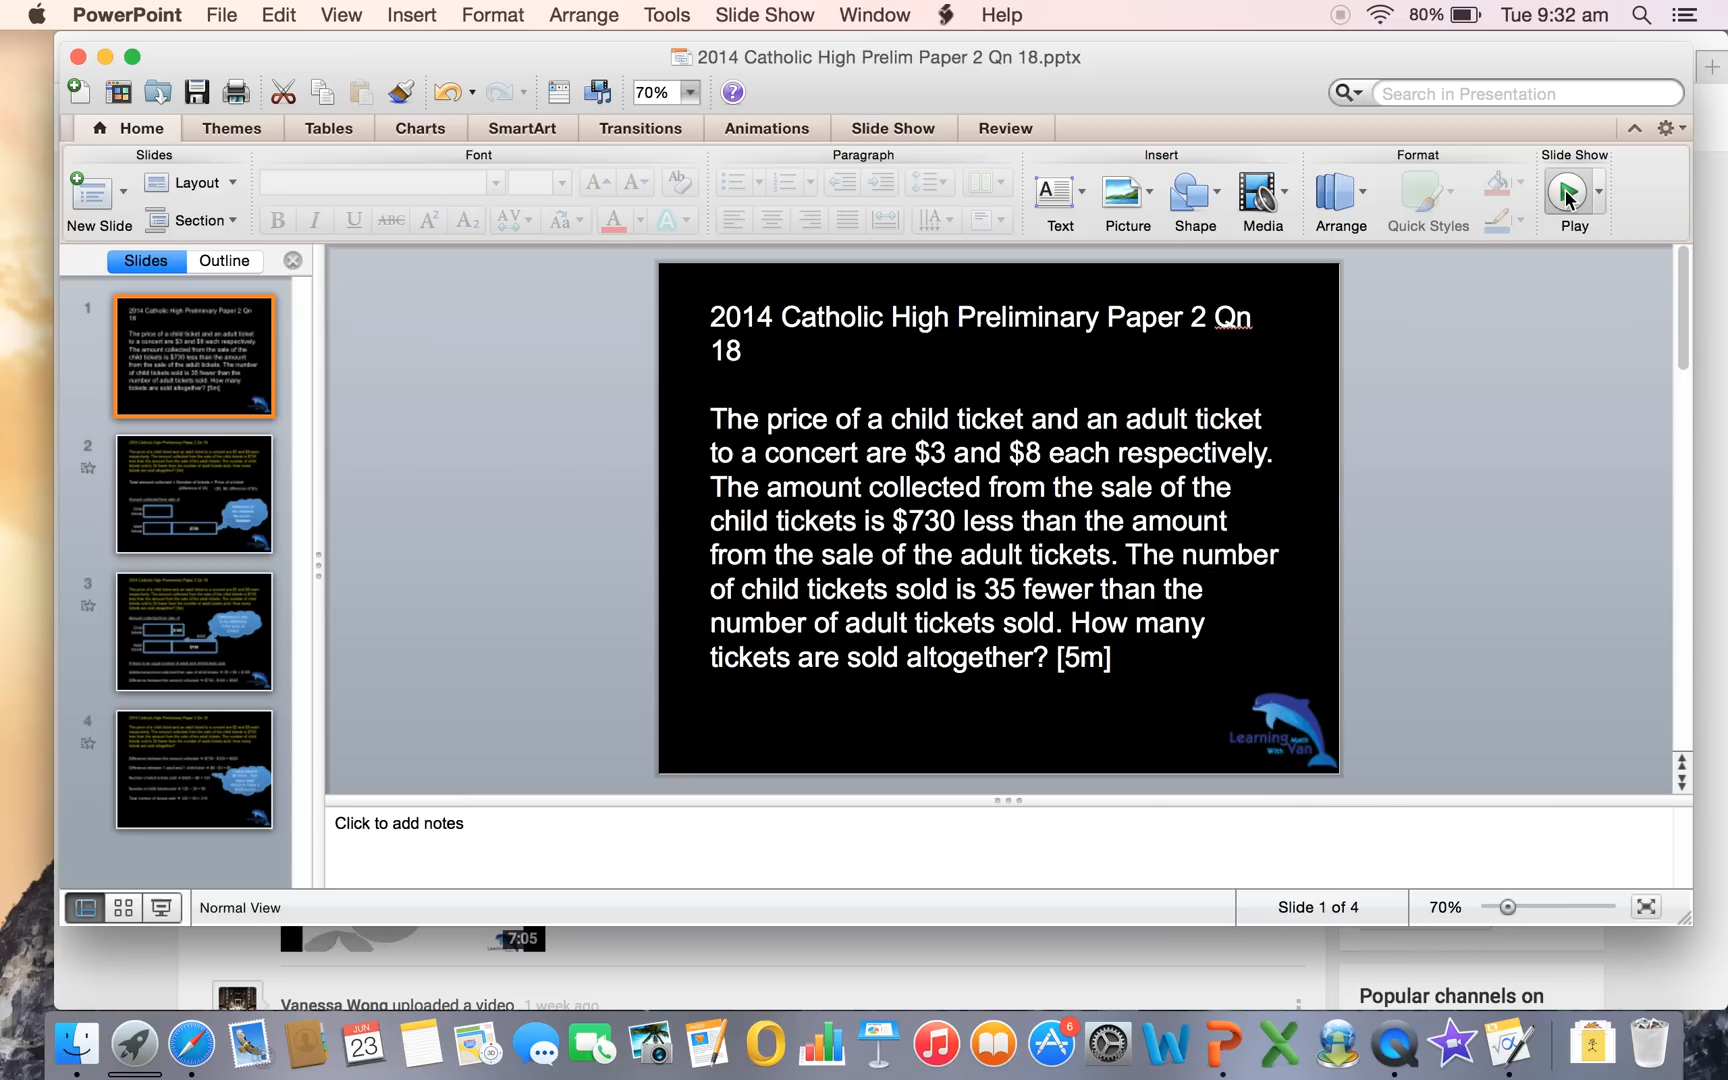 PowerPoint File Edit View Insert Format Arrange Tools Slide Show Window Help 80% Tue 9:32 am
2014 Catholic High Prelim Paper 2 Qn 18.pptx
70% Search in Presentation
Home Themes Tables Charts SmartArt Transitions Animations Slide Show Review
Slides Font Paragraph Insert Format Slide Show
Layout
New Slide Section
Text Picture Shape Media Arrange Quick Styles Play
Slides Outline
1
2
3
4
2014 Catholic High Preliminary Paper 2 Qn
18
The price of a child ticket and an adult ticket
to a concert are $3 and $8 each respectively.
The amount collected from the sale of the
child tickets is $730 less than the amount
from the sale of the adult tickets. The number
of child tickets sold is 35 fewer than the
number of adult tickets sold. How many
tickets are sold altogether? [5m]
Learning Math
With Van
Click to add notes
Normal View Slide 1 of 4 70%
7:05
Vanessa Wong uploaded a video 1 week ago
Popular channels on
JUN
23
6